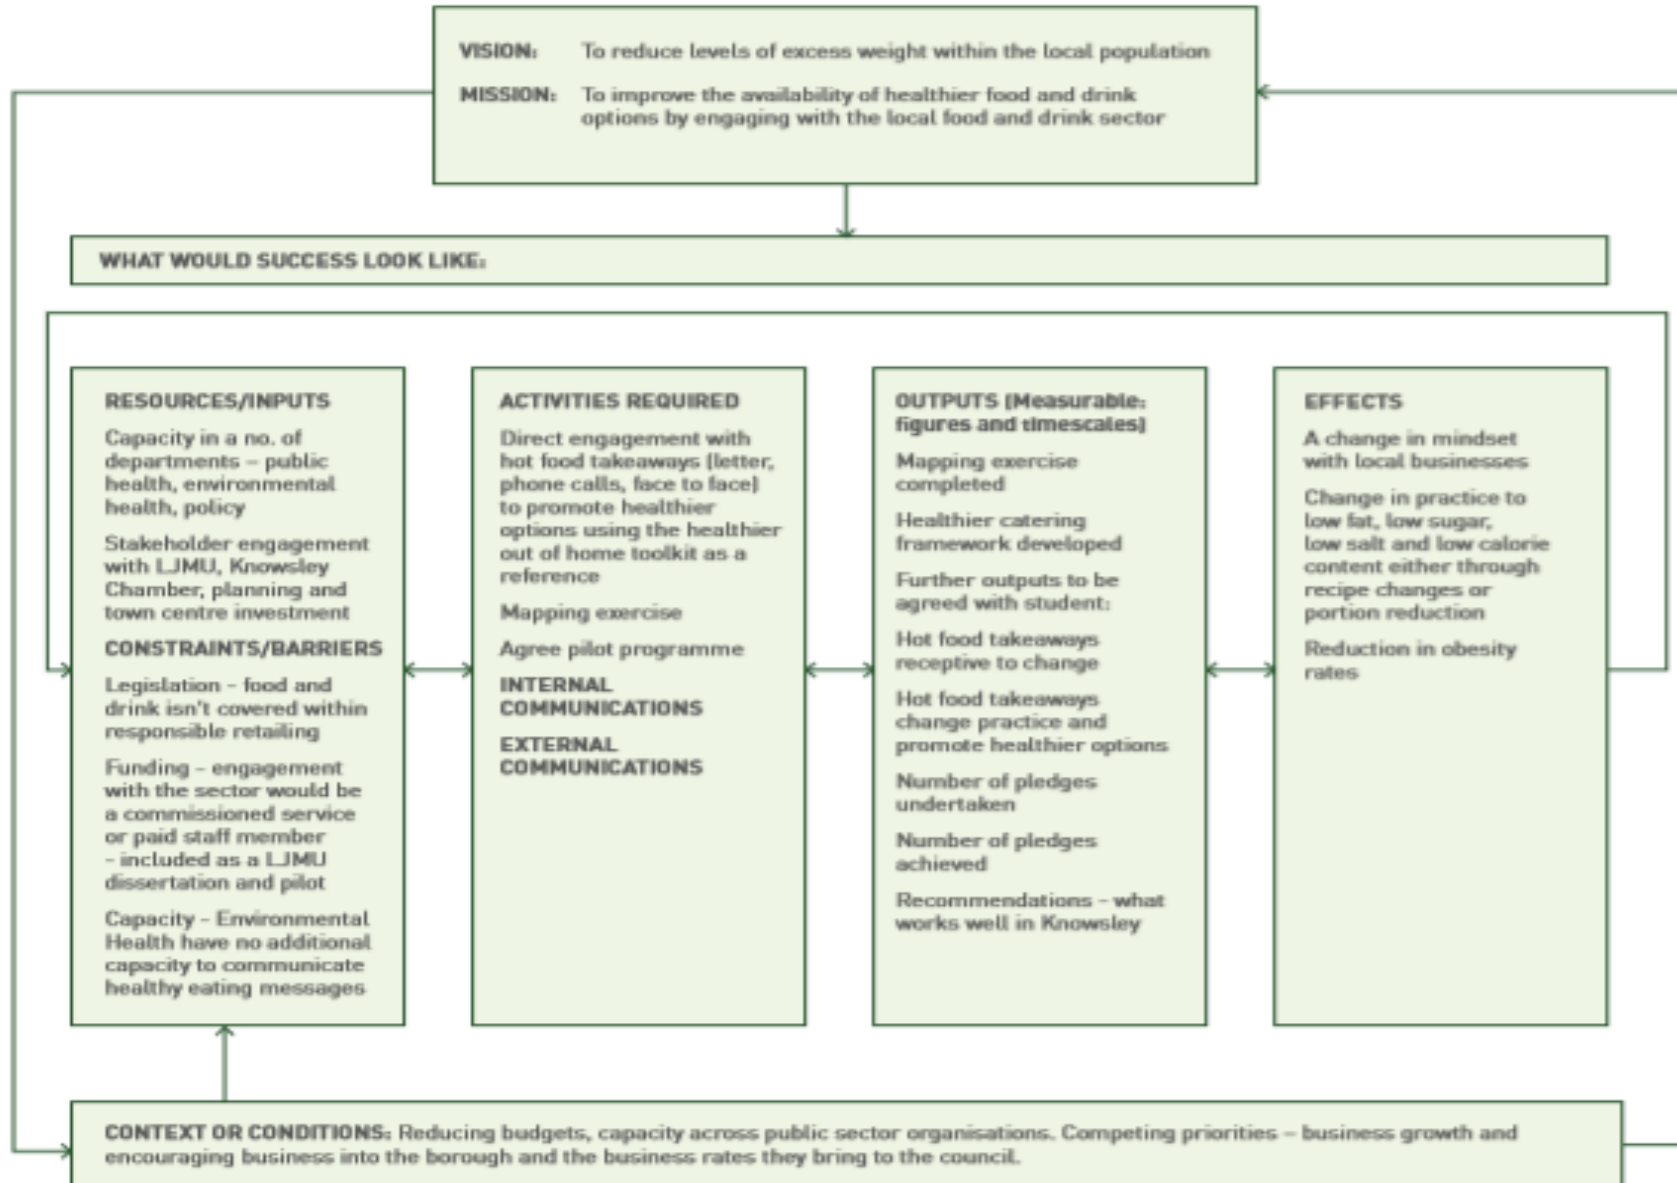 VISION: To reduce levels of excess weight within the local population
MISSION: To improve the availability of healthier food and drink
options by engaging with the local food and drink sector
WHAT WOULD SUCCESS LOOK LIKE:
RESOURCES/INPUTS
Capacity in a no. of
departments – public
health, environmental
health, policy
Stakeholder engagement
with LJMU, Knowsley
Chamber, planning and
town centre investment
CONSTRAINTS/BARRIERS
Legislation - food and
drink isn't covered within
responsible retailing
Funding - engagement
with the sector would be
a commissioned service
or paid staff member
- included as a LJMU
dissertation and pilot
Capacity - Environmental
Health have no additional
capacity to communicate
healthy eating messages
ACTIVITIES REQUIRED
Direct engagement with
hot food takeaways (letter,
phone calls, face to face)
to promote healthier
options using the healthier
out of home toolkit as a
reference
Mapping exercise
Agree pilot programme
INTERNAL
COMMUNICATIONS
EXTERNAL
COMMUNICATIONS
OUTPUTS (Measurable:
figures and timescales)
Mapping exercise
completed
Healthier catering
framework developed
Further outputs to be
agreed with student:
Hot food takeaways
receptive to change
Hot food takeaways
change practice and
promote healthier options
Number of pledges
undertaken
Number of pledges
achieved
Recommendations - what
works well in Knowsley
EFFECTS
A change in mindset
with local businesses
Change in practice to
low fat, low sugar,
low salt and low calorie
content either through
recipe changes or
portion reduction
Reduction in obesity
rates
CONTEXT OR CONDITIONS: Reducing budgets, capacity across public sector organisations. Competing priorities – business growth and
encouraging business into the borough and the business rates they bring to the council.